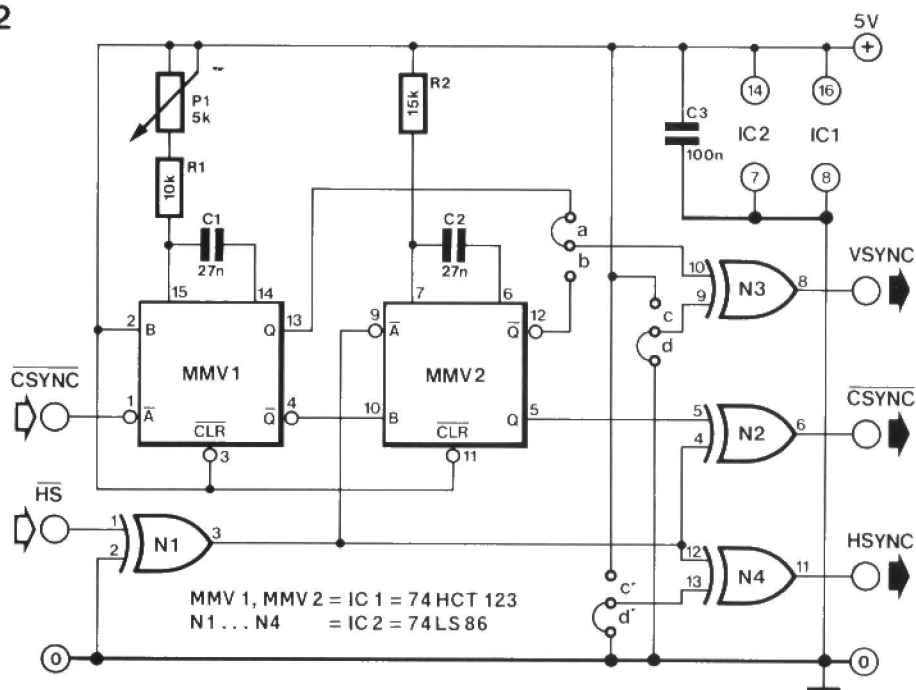 2
5V
P1
5k
R1
10k
R2
15k
C1
27n
C2
27n
C3
100n
14
IC2
7
16
IC1
8
15
14
7
6
2
B
Q
13
MMV1
1
A
Q
4
CLR
3
9
A
Q
12
MMV2
10
B
Q
5
CLR
11
a
b
c
d
10
9
N3
8
VSYNC
CSYNC
HS
5
4
N2
6
CSYNC
1
2
N1
3
12
13
N4
11
HSYNC
c'
d'
MMV 1, MMV 2 = IC 1 = 74 HCT 123
N1 . . . N4 = IC 2 = 74 LS 86
0
0